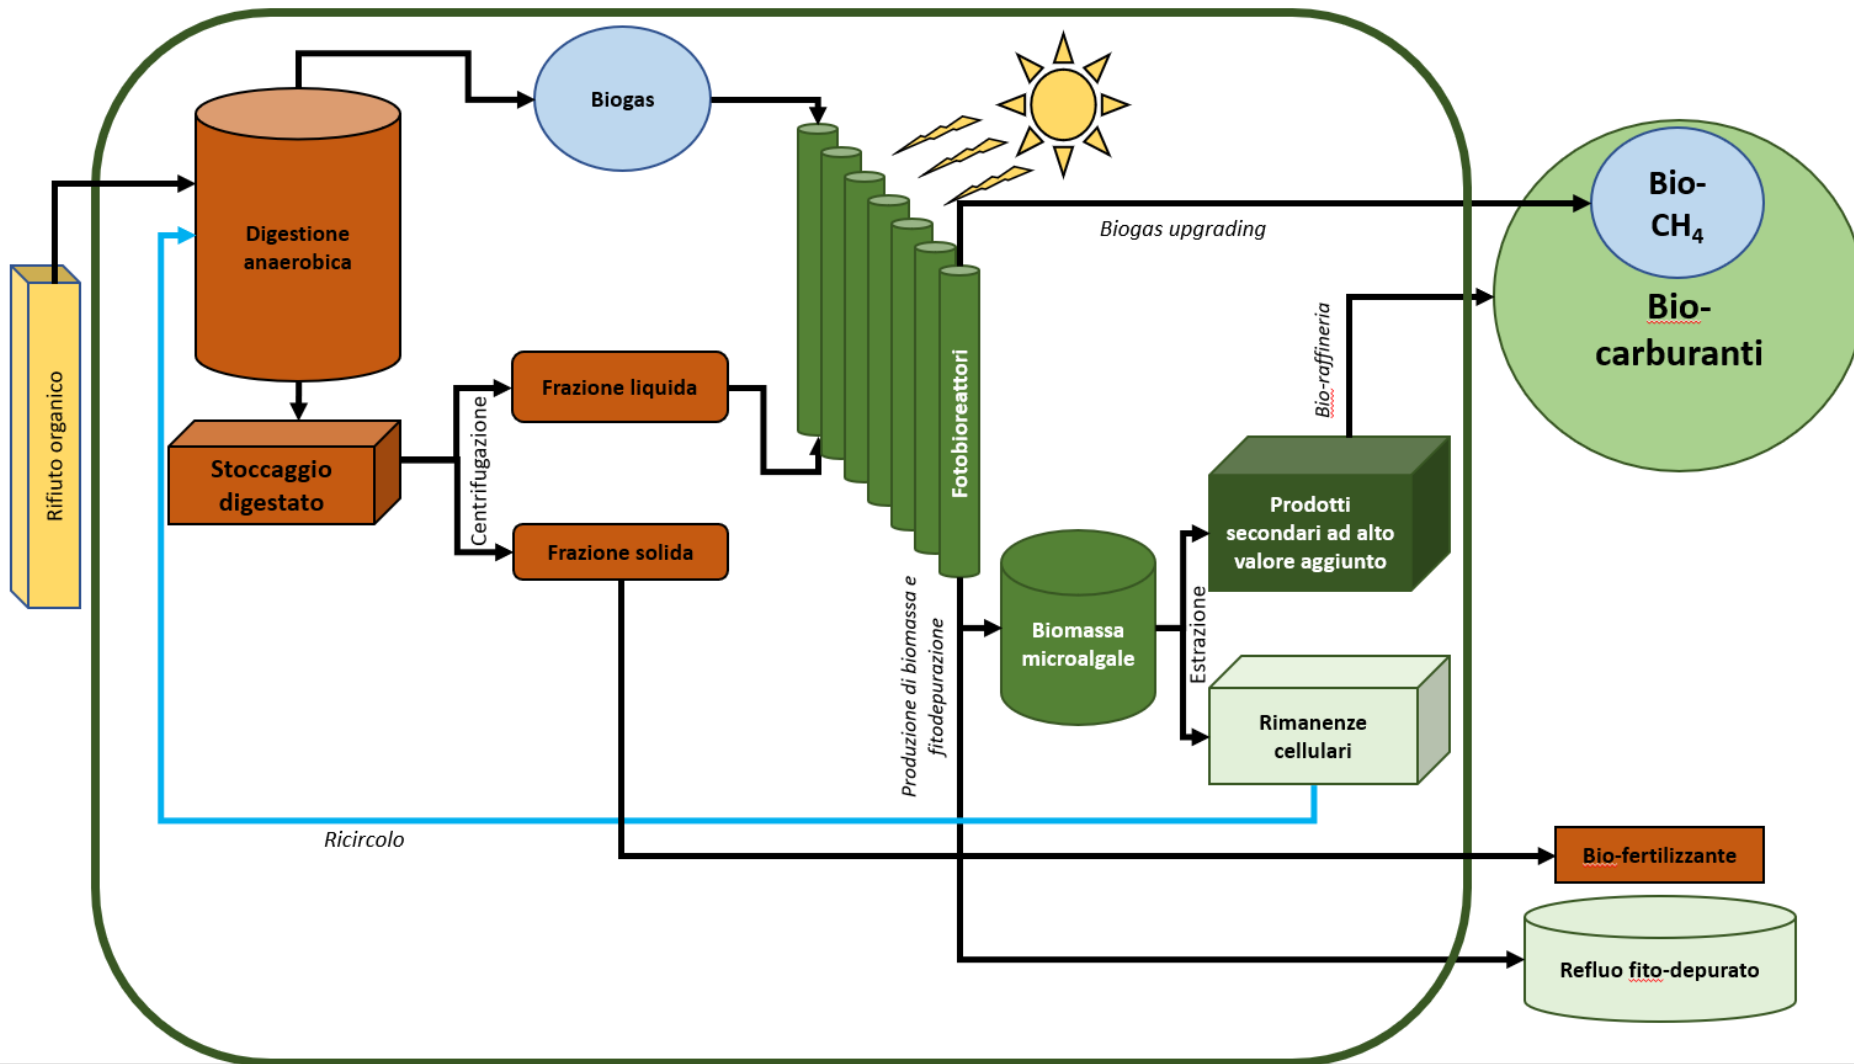 Biogas
Bio-
CH₄
Biogas upgrading
Digestione
anaerobica
Bio-
carburanti
Bio-raffineria
Rifiuto organico
Frazione liquida
Fotobioreattori
Centrifugazione
Stoccaggio
digestato
Frazione solida
Prodotti
secondari ad alto
valore aggiunto
Produzione di biomassa e
fitodepurazione
Biomassa
microalgale
Estrazione
Rimanenze
cellulari
Ricircolo
Bio-fertilizzante
Refluo fito-depurato